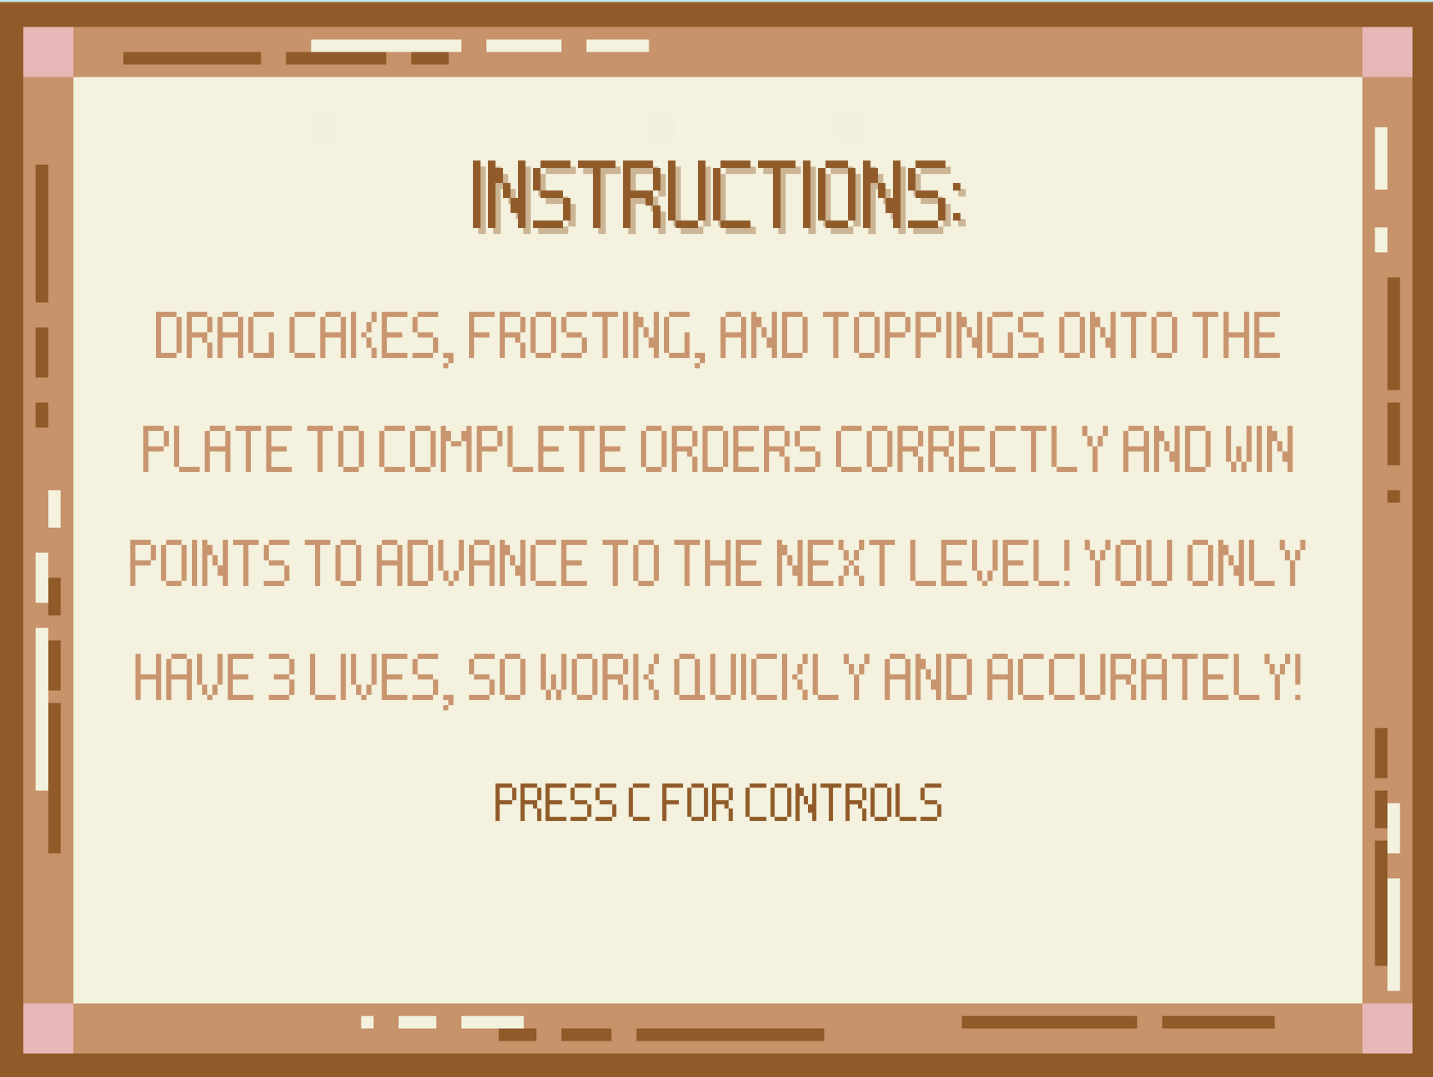 INSTRUCTIONS:
DRAG CAKES, FROSTING, AND TOPPINGS ONTO THE
PLATE TO COMPLETE ORDERS CORRECTLY AND WIN
POINTS TO ADVANCE TO THE NEXT LEVEL! YOU ONLY
HAVE 3 LIVES, SO WORK QUICKLY AND ACCURATELY!
PRESS C FOR CONTROLS